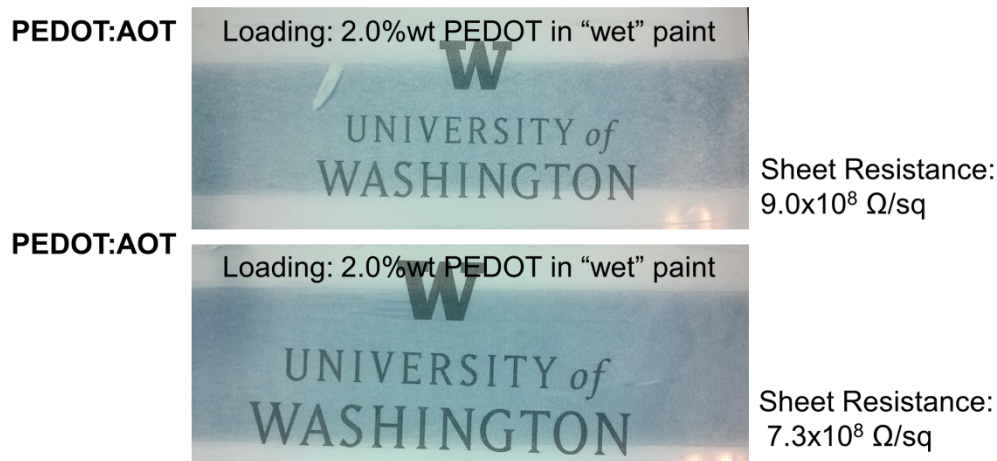 PEDOT:AOT
Loading: 2.0%wt PEDOT in “wet” paint
W
UNIVERSITY of
WASHINGTON
Sheet Resistance:
9.0x10⁸ Ω/sq
PEDOT:AOT
Loading: 2.0%wt PEDOT in “wet” paint
W
UNIVERSITY of
WASHINGTON
Sheet Resistance:
7.3x10⁸ Ω/sq